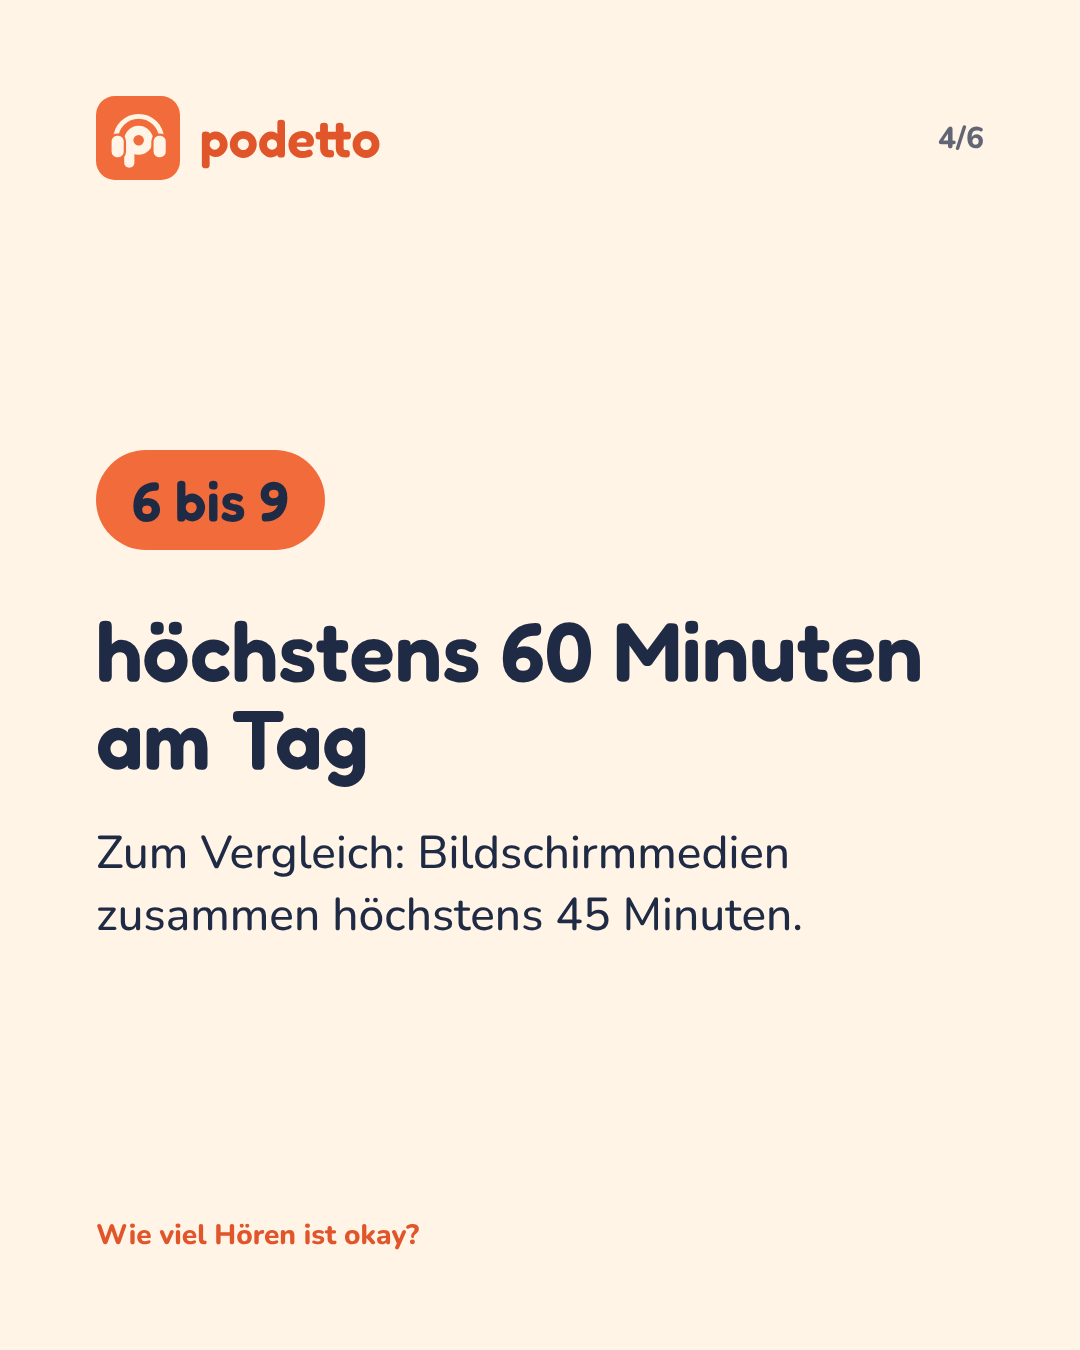 podetto
4/6
6 bis 9
höchstens 60 Minuten
am Tag
Zum Vergleich: Bildschirmmedien
zusammen höchstens 45 Minuten.
Wie viel Hören ist okay?